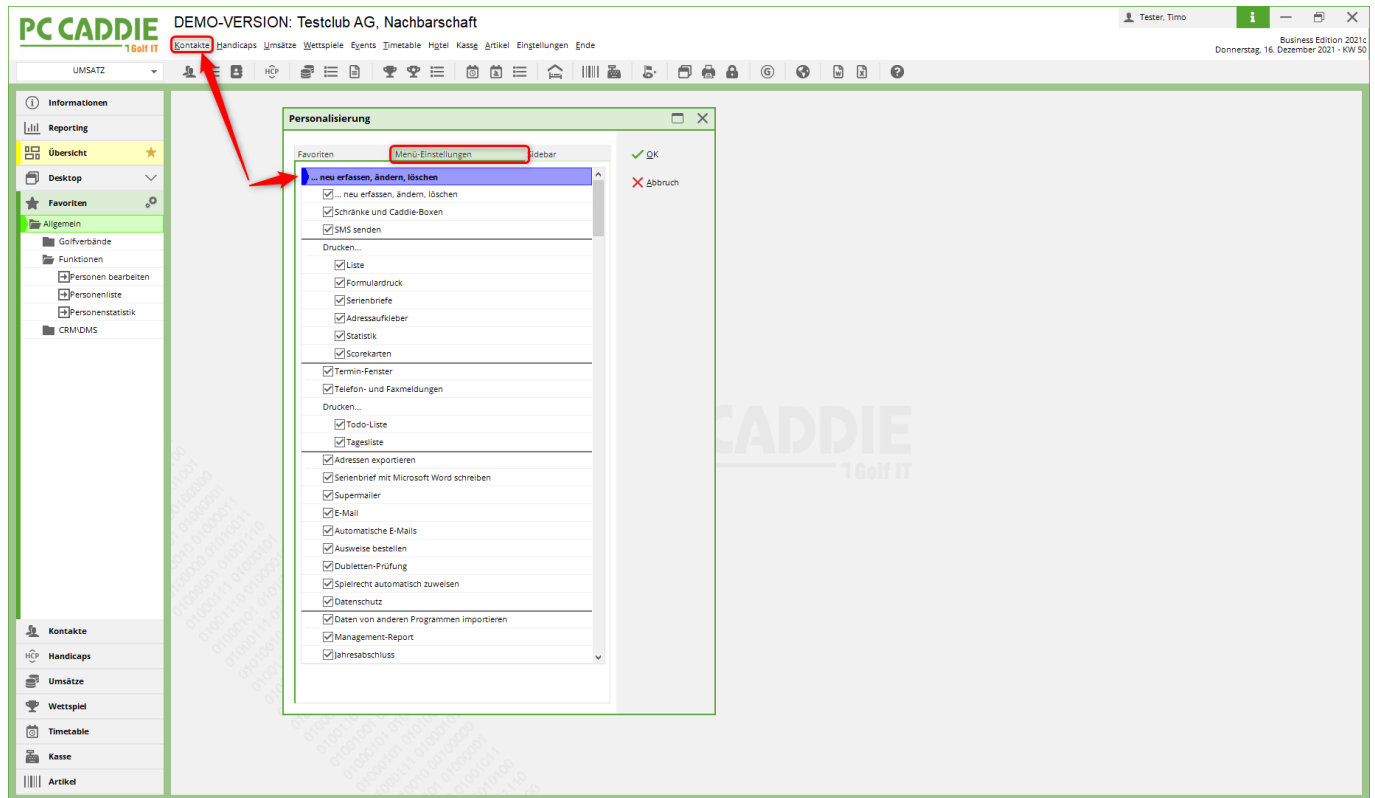 PC CADDIE
Golf IT
DEMO-VERSION: Testclub AG, Nachbarschaft
Tester, Timo
i
Kontakte Handicaps Umsätze Wettspiele Events Timetable Hotel Kasse Artikel Einstellungen Ende
Business Edition 2021c
Donnerstag, 16. Dezember 2021 - KW 50
UMSATZ
HCP
G
W
X
?
Informationen
Reporting
Übersicht
Desktop
Favoriten
Allgemein
Golfverbände
Funktionen
Personen bearbeiten
Personenliste
Personenstatistik
CRM\DMS
Kontakte
HCP Handicaps
Umsätze
Wettspiel
Timetable
Kasse
Artikel
Personalisierung
Favoriten Menü-Einstellungen Sidebar
OK
Abbruch
... neu erfassen, ändern, löschen
... neu erfassen, ändern, löschen
Schränke und Caddie-Boxen
SMS senden
Drucken...
Liste
Formulardruck
Serienbriefe
Adressaufkleber
Statistik
Scorekarten
Termin-Fenster
Telefon- und Faxmeldungen
Drucken...
Todo-Liste
Tagesliste
Adressen exportieren
Serienbrief mit Microsoft Word schreiben
Supermailer
E-Mail
Automatische E-Mails
Ausweise bestellen
Dubletten-Prüfung
Spielrecht automatisch zuweisen
Datenschutz
Daten von anderen Programmen importieren
Management-Report
Jahresabschluss
CADDIE
Golf IT